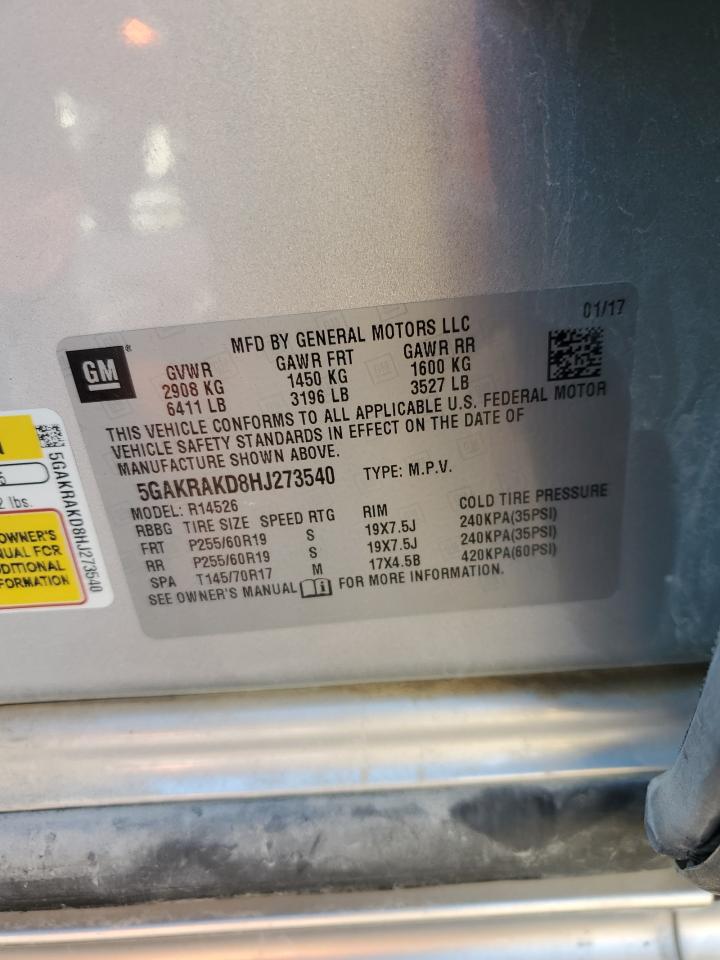 01/17
GM®
MFD BY GENERAL MOTORS LLC
GVWR GAWR FRT GAWR RR
2908 KG 1450 KG 1600 KG
6411 LB 3196 LB 3527 LB
THIS VEHICLE CONFORMS TO ALL APPLICABLE U.S. FEDERAL MOTOR
VEHICLE SAFETY STANDARDS IN EFFECT ON THE DATE OF
MANUFACTURE SHOWN ABOVE.
5GAKRAKD8HJ273540 TYPE: M.P.V.
MODEL: R14526
RBBG TIRE SIZE SPEED RTG RIM COLD TIRE PRESSURE
FRT P255/60R19 S 19X7.5J 240KPA(35PSI)
RR P255/60R19 S 19X7.5J 240KPA(35PSI)
SPA T145/70R17 M 17X4.5B 420KPA(60PSI)
SEE OWNER'S MANUAL FOR MORE INFORMATION.
lbs.
OWNER'S
FOR
5GAKRAKD8HJ273540